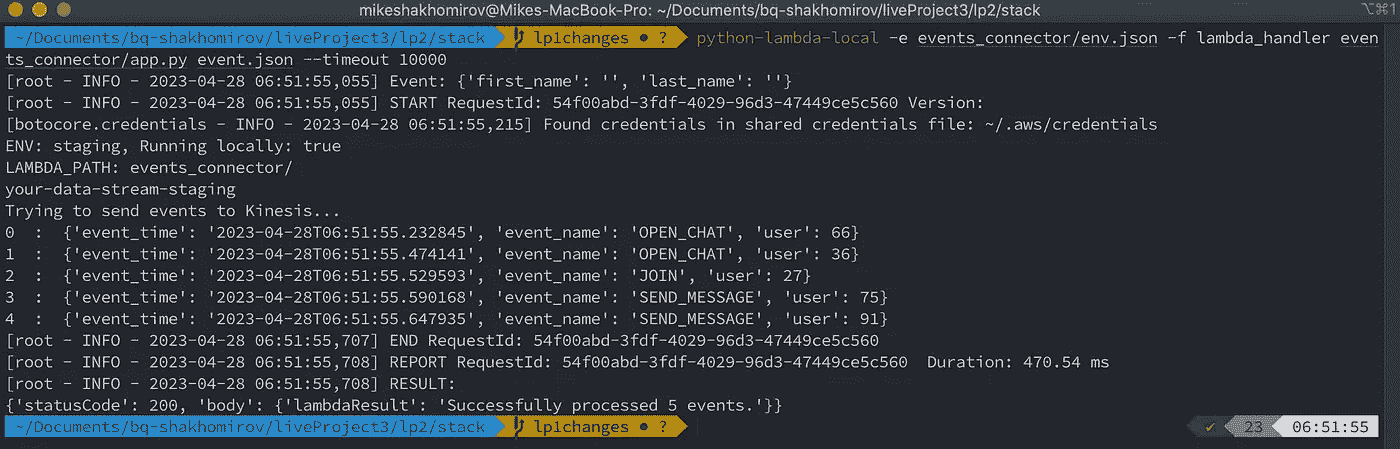 mikeshakhomirov@Mikes-MacBook-Pro: ~/Documents/bq-shakhomirov/liveProject3/lp2/stack ⌥⌘1
~/Documents/bq-shakhomirov/liveProject3/lp2/stack lp1changes ● ? python-lambda-local -e events_connector/env.json -f lambda_handler even
ts_connector/app.py event.json --timeout 10000
[root - INFO - 2023-04-28 06:51:55,055] Event: {'first_name': '', 'last_name': ''}
[root - INFO - 2023-04-28 06:51:55,055] START RequestId: 54f00abd-3fdf-4029-96d3-47449ce5c560 Version:
[botocore.credentials - INFO - 2023-04-28 06:51:55,215] Found credentials in shared credentials file: ~/.aws/credentials
ENV: staging, Running locally: true
LAMBDA_PATH: events_connector/
your-data-stream-staging
Trying to send events to Kinesis...
0  :  {'event_time': '2023-04-28T06:51:55.232845', 'event_name': 'OPEN_CHAT', 'user': 66}
1  :  {'event_time': '2023-04-28T06:51:55.474141', 'event_name': 'OPEN_CHAT', 'user': 36}
2  :  {'event_time': '2023-04-28T06:51:55.529593', 'event_name': 'JOIN', 'user': 27}
3  :  {'event_time': '2023-04-28T06:51:55.590168', 'event_name': 'SEND_MESSAGE', 'user': 75}
4  :  {'event_time': '2023-04-28T06:51:55.647935', 'event_name': 'SEND_MESSAGE', 'user': 91}
[root - INFO - 2023-04-28 06:51:55,707] END RequestId: 54f00abd-3fdf-4029-96d3-47449ce5c560
[root - INFO - 2023-04-28 06:51:55,708] REPORT RequestId: 54f00abd-3fdf-4029-96d3-47449ce5c560  Duration: 470.54 ms
[root - INFO - 2023-04-28 06:51:55,708] RESULT:
{'statusCode': 200, 'body': {'lambdaResult': 'Successfully processed 5 events.'}}
~/Documents/bq-shakhomirov/liveProject3/lp2/stack lp1changes ● ? ✔ 23 06:51:55